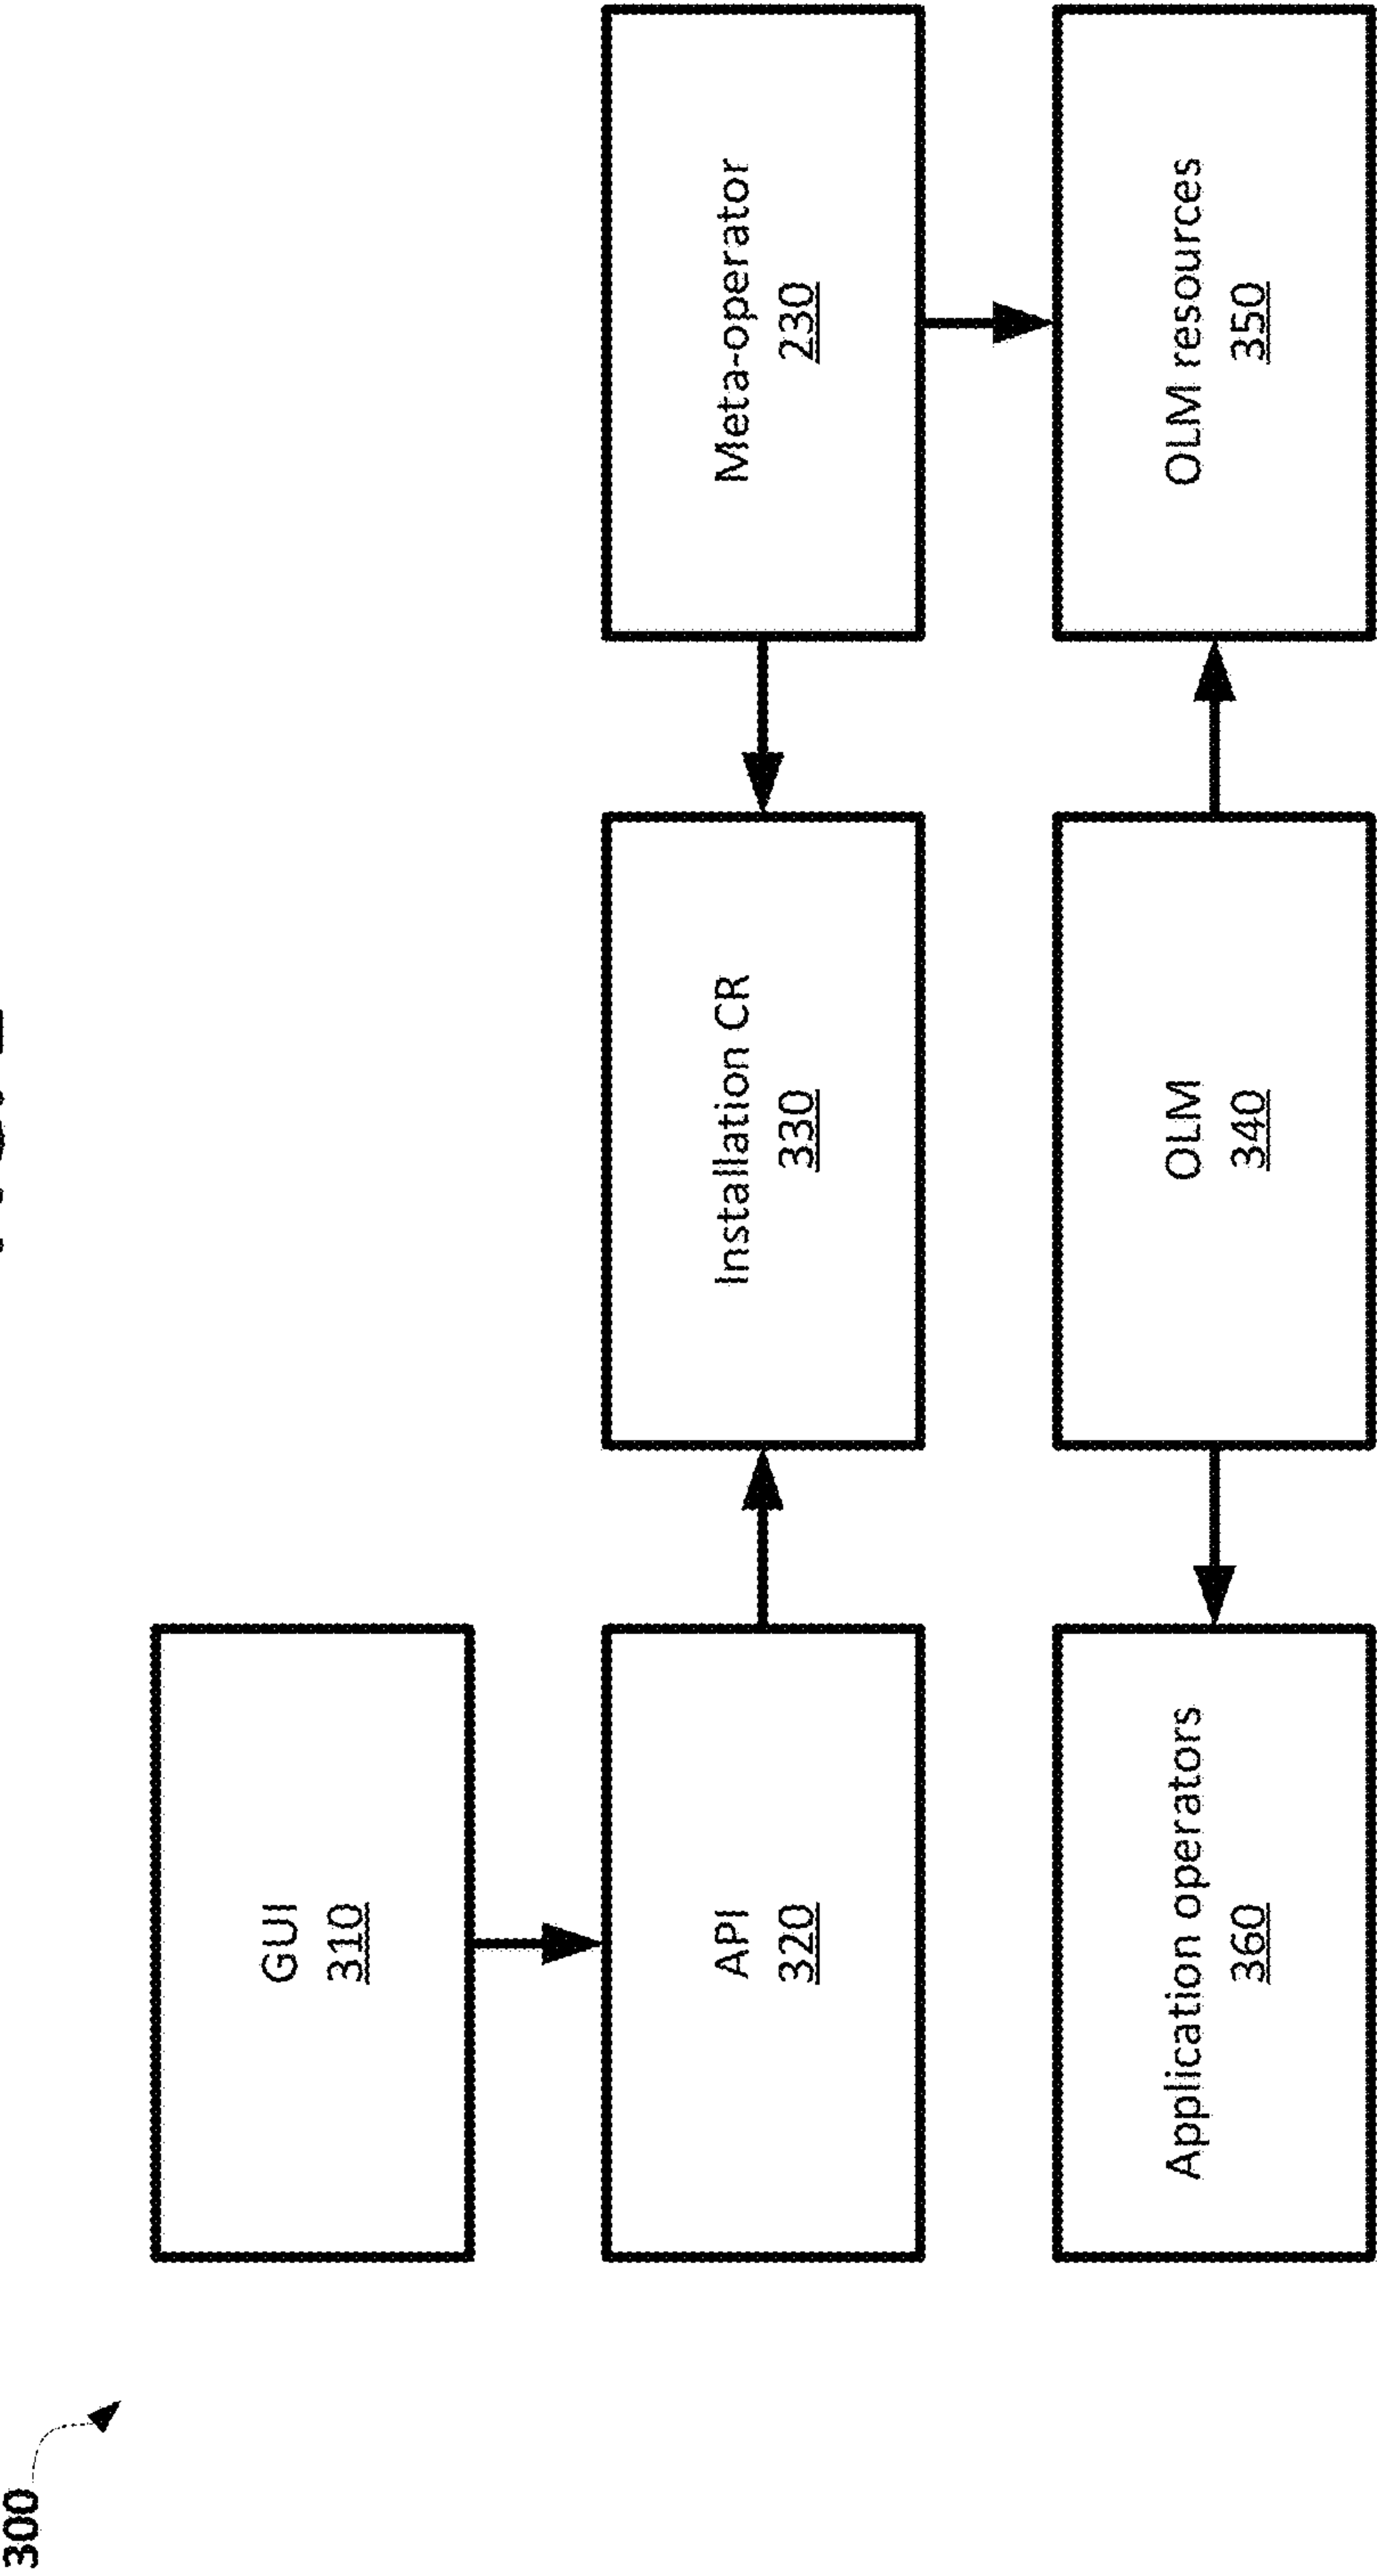 300
GUI
310
API
320
Installation CR
330
Meta-operator
230
Application operators
360
OLM
340
OLM resources
350